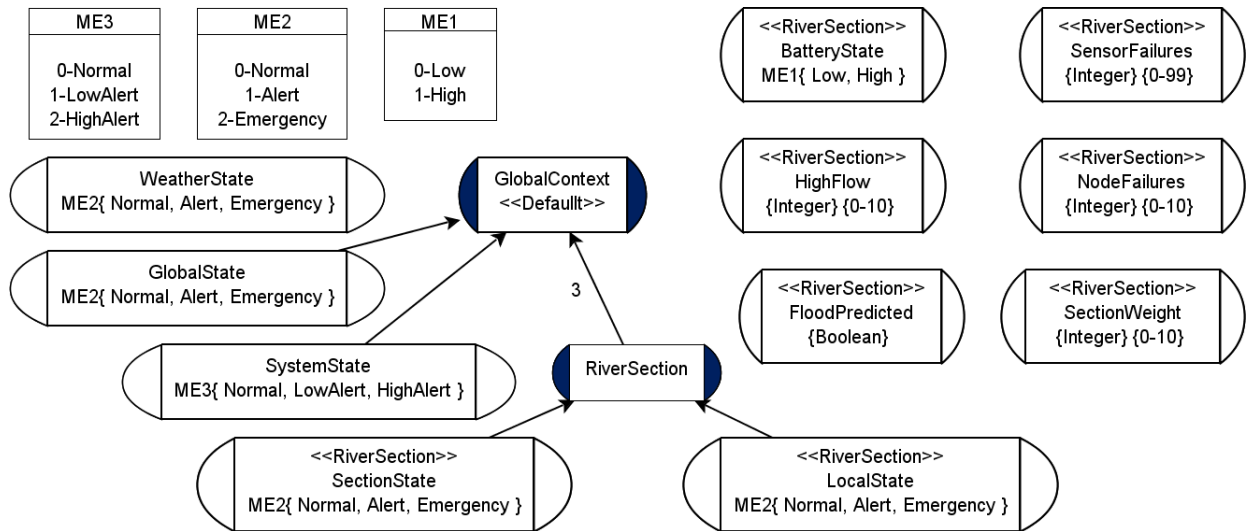 ME3
0-Normal
1-LowAlert
2-HighAlert
ME2
0-Normal
1-Alert
2-Emergency
ME1
0-Low
1-High
<<RiverSection>>
BatteryState
ME1{ Low, High }
<<RiverSection>>
SensorFailures
{Integer} {0-99}
WeatherState
ME2{ Normal, Alert, Emergency }
GlobalContext
<<Defaullt>>
<<RiverSection>>
HighFlow
{Integer} {0-10}
<<RiverSection>>
NodeFailures
{Integer} {0-10}
GlobalState
ME2{ Normal, Alert, Emergency }
3
<<RiverSection>>
FloodPredicted
{Boolean}
<<RiverSection>>
SectionWeight
{Integer} {0-10}
SystemState
ME3{ Normal, LowAlert, HighAlert }
RiverSection
<<RiverSection>>
SectionState
ME2{ Normal, Alert, Emergency }
<<RiverSection>>
LocalState
ME2{ Normal, Alert, Emergency }